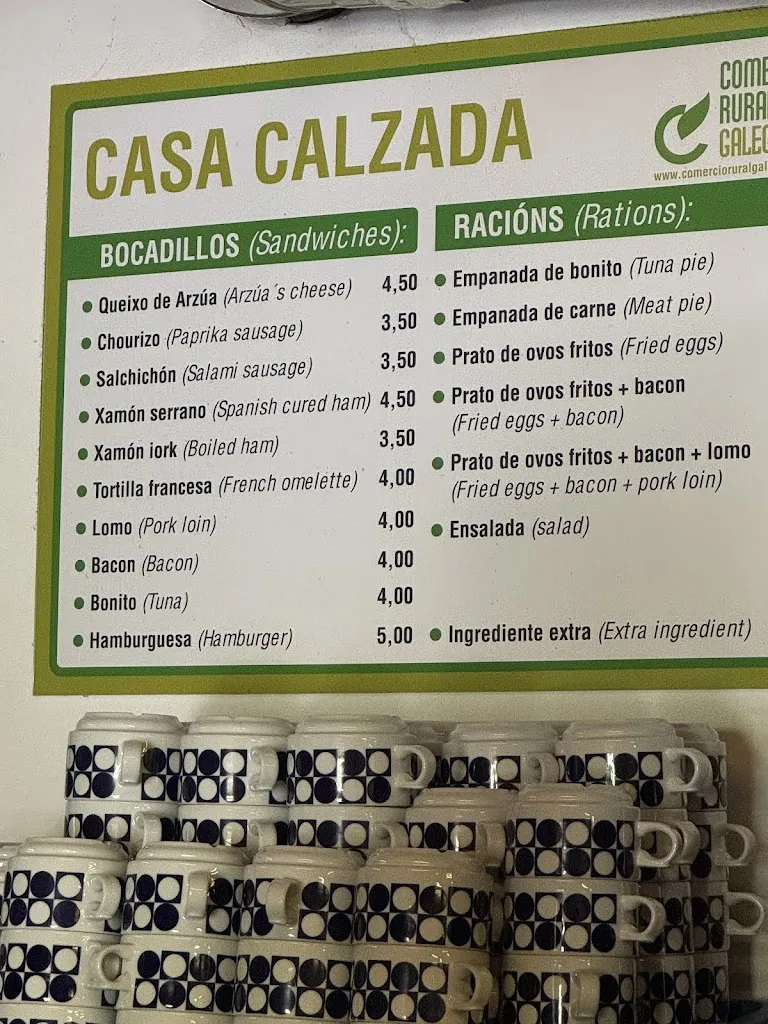 CASA CALZADA
BOCADILLOS (Sandwiches):
Queixo de Arzúa (Arzúa´s cheese) 4,50
Chourizo (Paprika sausage) 3,50
Salchichón (Salami sausage) 3,50
Xamón serrano (Spanish cured ham) 4,50
Xamón iork (Boiled ham) 3,50
Tortilla francesa (French omelette) 4,00
Lomo (Pork loin) 4,00
Bacon (Bacon) 4,00
Bonito (Tuna) 4,00
Hamburguesa (Hamburger) 5,00
RACIÓNS (Rations):
Empanada de bonito (Tuna pie)
Empanada de carne (Meat pie)
Prato de ovos fritos (Fried eggs)
Prato de ovos fritos + bacon
(Fried eggs + bacon)
Prato de ovos fritos + bacon + lomo
(Fried eggs + bacon + pork loin)
Ensalada (salad)
Ingrediente extra (Extra ingredient)